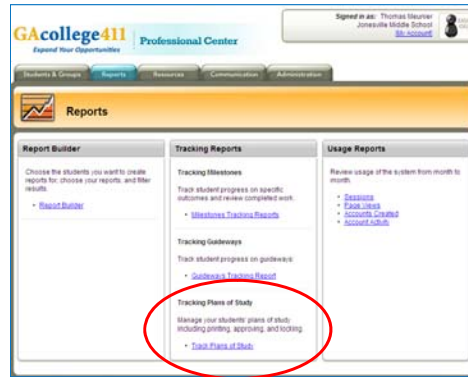 GAcollege411
Expand Your Opportunities
Professional Center
Signed in as: Thomas Meunier
Jonesville Middle School
My Account
Students & Groups
Reports
Resources
Communication
Administration
Reports
Report Builder
Choose the students you want to create
reports for, choose your reports, and filter
results.
• Report Builder
Tracking Reports
Tracking Milestones
Track student progress on specific
outcomes and review completed work.
• Milestones Tracking Reports
Tracking Guideways
Track student progress on guideways.
• Guideways Tracking Report
Tracking Plans of Study
Manage your students' plans of study
including printing, approving, and locking.
• Track Plans of Study
Usage Reports
Review usage of the system from month to
month.
• Sessions
• Page Views
• Accounts Created
• Account Activity